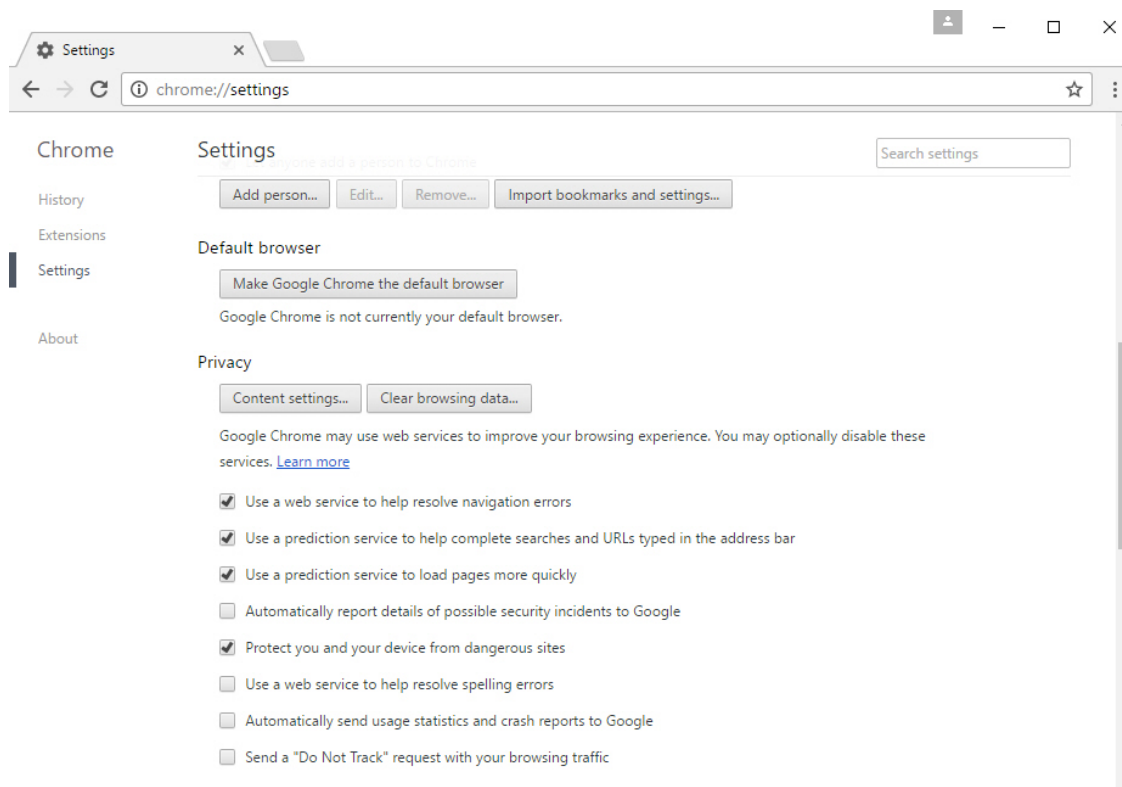 Settings
chrome://settings
Chrome
Settings
Search settings
anyone add a person to Chrome
History
Add person... Edit... Remove... Import bookmarks and settings...
Extensions
Default browser
Settings
Make Google Chrome the default browser
Google Chrome is not currently your default browser.
About
Privacy
Content settings... Clear browsing data...
Google Chrome may use web services to improve your browsing experience. You may optionally disable these
services. Learn more
Use a web service to help resolve navigation errors
Use a prediction service to help complete searches and URLs typed in the address bar
Use a prediction service to load pages more quickly
Automatically report details of possible security incidents to Google
Protect you and your device from dangerous sites
Use a web service to help resolve spelling errors
Automatically send usage statistics and crash reports to Google
Send a "Do Not Track" request with your browsing traffic